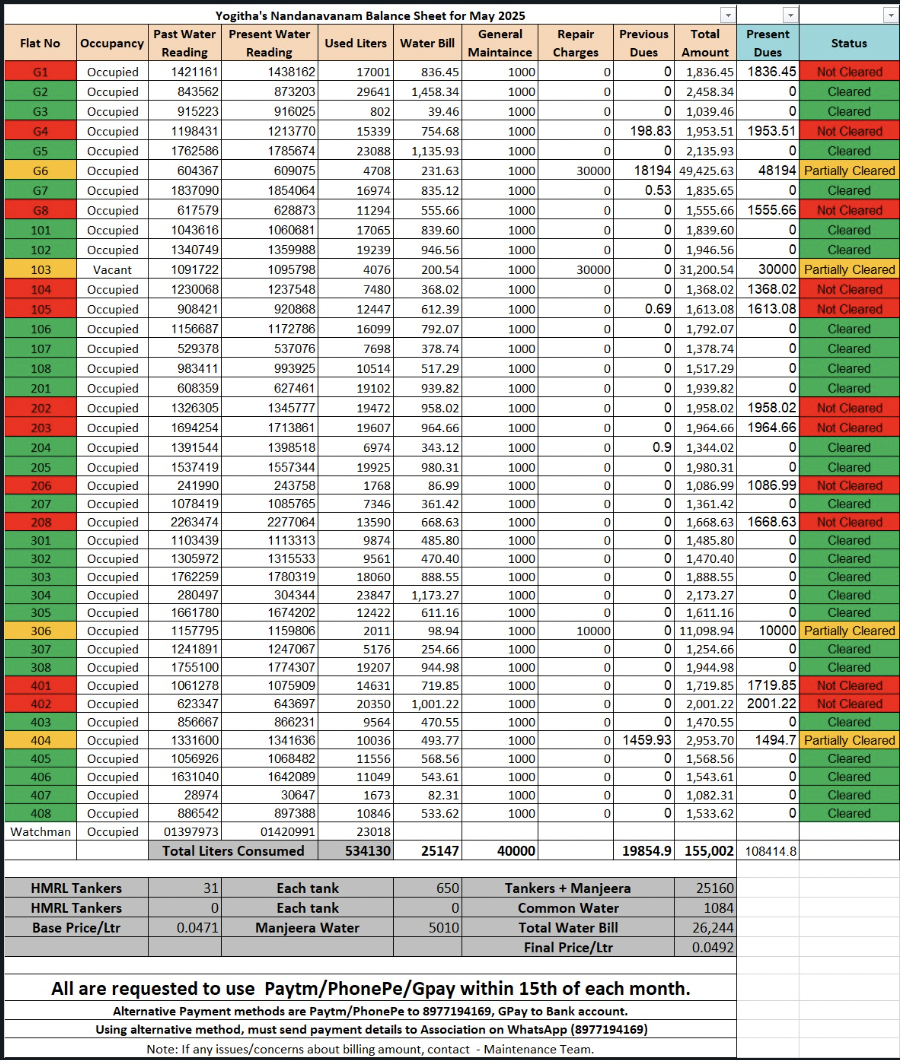 Yogitha's Nandanavanam Balance Sheet for May 2025
Flat No Occupancy Past Water Reading Present Water Reading Used Liters Water Bill General Maintaince Repair Charges Previous Dues Total Amount Present Dues Status
G1 Occupied 1421161 1438162 17001 836.45 1000 0 0 1,836.45 1836.45 Not Cleared
G2 Occupied 843562 873203 29641 1,458.34 1000 0 0 2,458.34 0 Cleared
G3 Occupied 915223 916025 802 39.46 1000 0 0 1,039.46 0 Cleared
G4 Occupied 1198431 1213770 15339 754.68 1000 0 198.83 1,953.51 1953.51 Not Cleared
G5 Occupied 1762586 1785674 23088 1,135.93 1000 0 0 2,135.93 0 Cleared
G6 Occupied 604367 609075 4708 231.63 1000 30000 18194 49,425.63 48194 Partially Cleared
G7 Occupied 1837090 1854064 16974 835.12 1000 0 0.53 1,835.65 0 Cleared
G8 Occupied 617579 628873 11294 555.66 1000 0 0 1,555.66 1555.66 Not Cleared
101 Occupied 1043616 1060681 17065 839.60 1000 0 0 1,839.60 0 Cleared
102 Occupied 1340749 1359988 19239 946.56 1000 0 0 1,946.56 0 Cleared
103 Vacant 1091722 1095798 4076 200.54 1000 30000 0 31,200.54 30000 Partially Cleared
104 Occupied 1230068 1237548 7480 368.02 1000 0 0 1,368.02 1368.02 Not Cleared
105 Occupied 908421 920868 12447 612.39 1000 0 0.69 1,613.08 1613.08 Not Cleared
106 Occupied 1156687 1172786 16099 792.07 1000 0 0 1,792.07 0 Cleared
107 Occupied 529378 537076 7698 378.74 1000 0 0 1,378.74 0 Cleared
108 Occupied 983411 993925 10514 517.29 1000 0 0 1,517.29 0 Cleared
201 Occupied 608359 627461 19102 939.82 1000 0 0 1,939.82 0 Cleared
202 Occupied 1326305 1345777 19472 958.02 1000 0 0 1,958.02 1958.02 Not Cleared
203 Occupied 1694254 1713861 19607 964.66 1000 0 0 1,964.66 1964.66 Not Cleared
204 Occupied 1391544 1398518 6974 343.12 1000 0 0.9 1,344.02 0 Cleared
205 Occupied 1537419 1557344 19925 980.31 1000 0 0 1,980.31 0 Cleared
206 Occupied 241990 243758 1768 86.99 1000 0 0 1,086.99 1086.99 Not Cleared
207 Occupied 1078419 1085765 7346 361.42 1000 0 0 1,361.42 0 Cleared
208 Occupied 2263474 2277064 13590 668.63 1000 0 0 1,668.63 1668.63 Not Cleared
301 Occupied 1103439 1113313 9874 485.80 1000 0 0 1,485.80 0 Cleared
302 Occupied 1305972 1315533 9561 470.40 1000 0 0 1,470.40 0 Cleared
303 Occupied 1762259 1780319 18060 888.55 1000 0 0 1,888.55 0 Cleared
304 Occupied 280497 304344 23847 1,173.27 1000 0 0 2,173.27 0 Cleared
305 Occupied 1661780 1674202 12422 611.16 1000 0 0 1,611.16 0 Cleared
306 Occupied 1157795 1159806 2011 98.94 1000 10000 0 11,098.94 10000 Partially Cleared
307 Occupied 1241891 1247067 5176 254.66 1000 0 0 1,254.66 0 Cleared
308 Occupied 1755100 1774307 19207 944.98 1000 0 0 1,944.98 0 Cleared
401 Occupied 1061278 1075909 14631 719.85 1000 0 0 1,719.85 1719.85 Not Cleared
402 Occupied 623347 643697 20350 1,001.22 1000 0 0 2,001.22 2001.22 Not Cleared
403 Occupied 856667 866231 9564 470.55 1000 0 0 1,470.55 0 Cleared
404 Occupied 1331600 1341636 10036 493.77 1000 0 1459.93 2,953.70 1494.7 Partially Cleared
405 Occupied 1056926 1068482 11556 568.56 1000 0 0 1,568.56 0 Cleared
406 Occupied 1631040 1642089 11049 543.61 1000 0 0 1,543.61 0 Cleared
407 Occupied 28974 30647 1673 82.31 1000 0 0 1,082.31 0 Cleared
408 Occupied 886542 897388 10846 533.62 1000 0 0 1,533.62 0 Cleared
Watchman Occupied 01397973 01420991 23018
Total Liters Consumed 534130 25147 40000 19854.9 155,002 108414.8
HMRL Tankers 31 Each tank 650 Tankers + Manjeera 25160
HMRL Tankers 0 Each tank 0 Common Water 1084
Base Price/Ltr 0.0471 Manjeera Water 5010 Total Water Bill 26,244
Final Price/Ltr 0.0492
All are requested to use Paytm/PhonePe/Gpay within 15th of each month.
Alternative Payment methods are Paytm/PhonePe to 8977194169, GPay to Bank account.
Using alternative method, must send payment details to Association on WhatsApp (8977194169)
Note: If any issues/concerns about billing amount, contact - Maintenance Team.